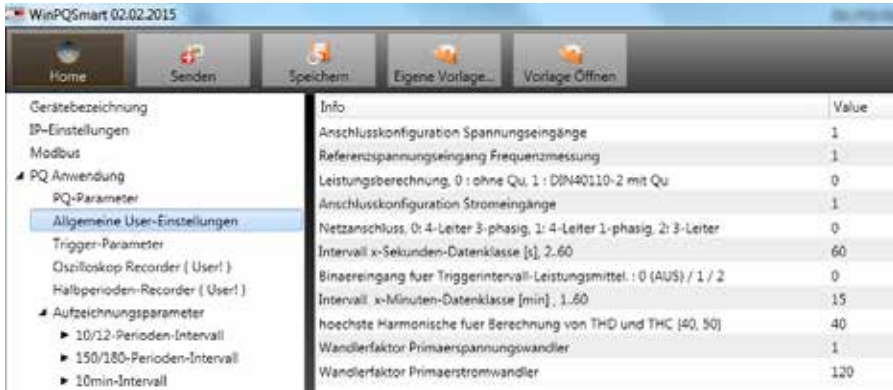 WinPQSmart 02.02.2015
Home
Senden
Speichern
Eigene Vorlage...
Vorlage Öffnen
Gerätebezeichnung
IP-Einstellungen
Modbus
PQ Anwendung
PQ-Parameter
Allgemeine User-Einstellungen
Trigger-Parameter
Oszilloskop Recorder ( User! )
Halbperioden-Recorder ( User! )
Aufzeichnungsparameter
10/12-Perioden-Intervall
150/180-Perioden-Intervall
10min-Intervall
Info Value
Anschlusskonfiguration Spannungseingänge 1
Referenzspannungseingang Frequenzmessung 1
Leistungsberechnung, 0 : ohne Qu, 1 : DIN40110-2 mit Qu 0
Anschlusskonfiguration Stromeingänge 1
Netzanschluss, 0: 4-Leiter 3-phasig, 1: 4-Leiter 1-phasig, 2: 3-Leiter 0
Intervall x-Sekunden-Datenklasse [s], 2..60 60
Binaereingang fuer Triggerintervall-Leistungsmittel. : 0 (AUS) / 1 / 2 0
Intervall x-Minuten-Datenklasse [min] , 1..60 15
hoechste Harmonische fuer Berechnung von THD und THC [40, 50] 40
Wandlerfaktor Primaerspannungswandler 1
Wandlerfaktor Primaerstromwandler 120